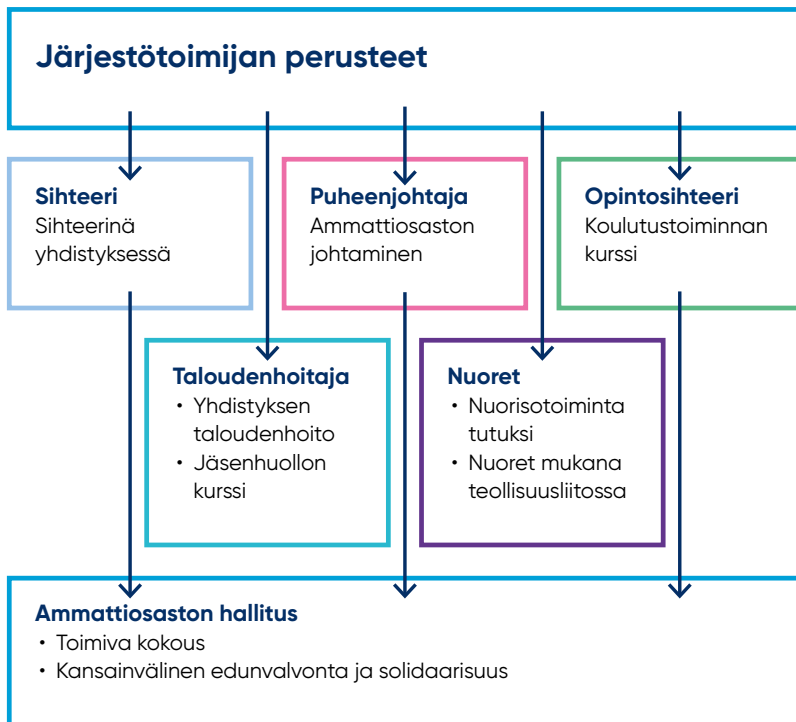 Järjestötoimijan perusteet
Sihteeri
Sihteerinä
yhdistyksessä
Puheenjohtaja
Ammattiosaston
johtaminen
Opintosihteeri
Koulutustoiminnan
kurssi
Taloudenhoitaja
• Yhdistyksen
taloudenhoito
• Jäsenhuollon
kurssi
Nuoret
• Nuorisotoiminta
tutuksi
• Nuoret mukana
teollisuusliitossa
Ammattiosaston hallitus
• Toimiva kokous
• Kansainvälinen edunvalvonta ja solidaarisuus